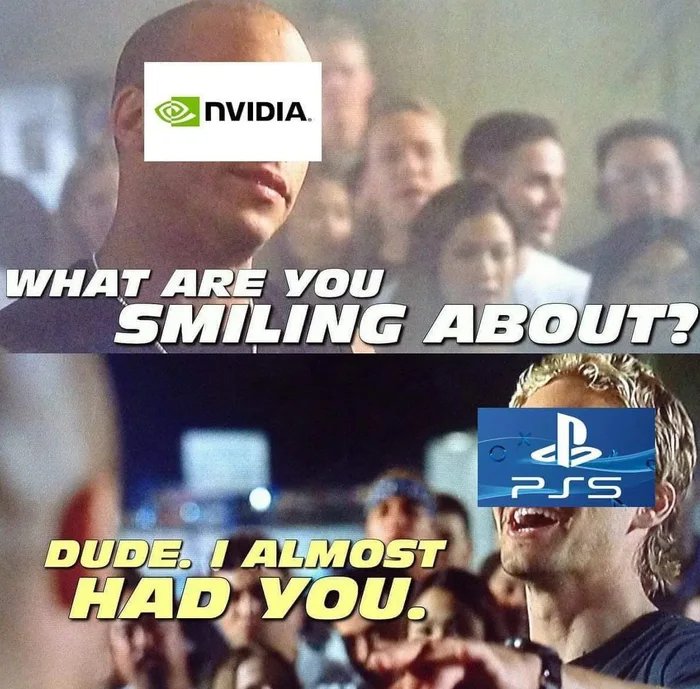 NVIDIA.
WHAT ARE YOU
SMILING ABOUT?
PS5
DUDE. I ALMOST
HAD YOU.